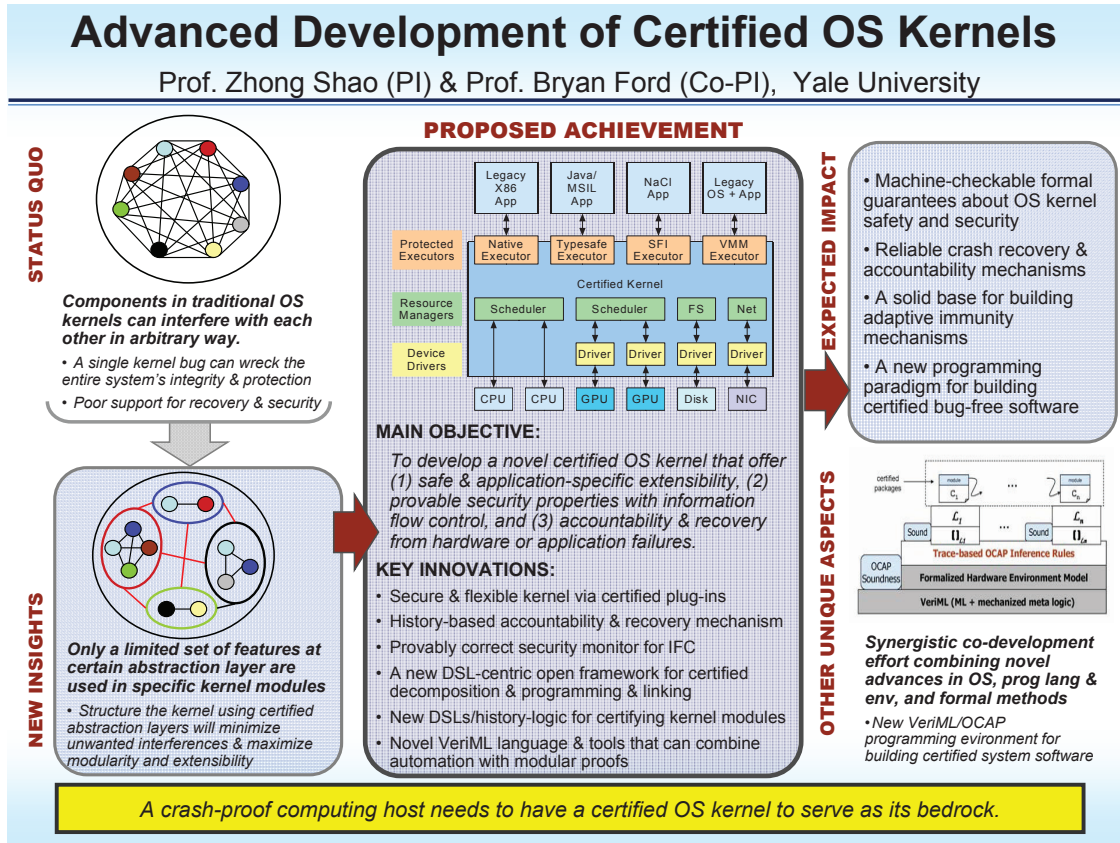 Advanced Development of Certified OS Kernels
Prof. Zhong Shao (PI) & Prof. Bryan Ford (Co-PI), Yale University
STATUS QUO
Components in traditional OS
kernels can interfere with each
other in arbitrary way.
• A single kernel bug can wreck the
entire system's integrity & protection
• Poor support for recovery & security
NEW INSIGHTS
Only a limited set of features at
certain abstraction layer are
used in specific kernel modules
• Structure the kernel using certified
abstraction layers will minimize
unwanted interferences & maximize
modularity and extensibility
PROPOSED ACHIEVEMENT
Legacy
X86
App
Java/
MSIL
App
NaCl
App
Legacy
OS + App
Protected
Executors
Native
Executor
Typesafe
Executor
SFI
Executor
VMM
Executor
Certified Kernel
Resource
Managers
Scheduler
Scheduler
FS
Net
Device
Drivers
Driver
Driver
Driver
Driver
CPU
CPU
GPU
GPU
Disk
NIC
MAIN OBJECTIVE:
To develop a novel certified OS kernel that offer
(1) safe & application-specific extensibility, (2)
provable security properties with information
flow control, and (3) accountability & recovery
from hardware or application failures.
KEY INNOVATIONS:
• Secure & flexible kernel via certified plug-ins
• History-based accountability & recovery mechanism
• Provably correct security monitor for IFC
• A new DSL-centric open framework for certified
decomposition & programming & linking
• New DSLs/history-logic for certifying kernel modules
• Novel VeriML language & tools that can combine
automation with modular proofs
EXPECTED IMPACT
• Machine-checkable formal
guarantees about OS kernel
safety and security
• Reliable crash recovery &
accountability mechanisms
• A solid base for building
adaptive immunity
mechanisms
• A new programming
paradigm for building
certified bug-free software
OTHER UNIQUE ASPECTS
certified
packages
module
C1
...
module
Cn
L1
...
Ln
Sound
[]L1
Sound
[]Ln
Trace-based OCAP Inference Rules
OCAP
Soundness
Formalized Hardware Environment Model
VeriML (ML + mechanized meta logic)
Synergistic co-development
effort combining novel
advances in OS, prog lang &
env, and formal methods
•New VeriML/OCAP
programming evironment for
building certified system software
A crash-proof computing host needs to have a certified OS kernel to serve as its bedrock.